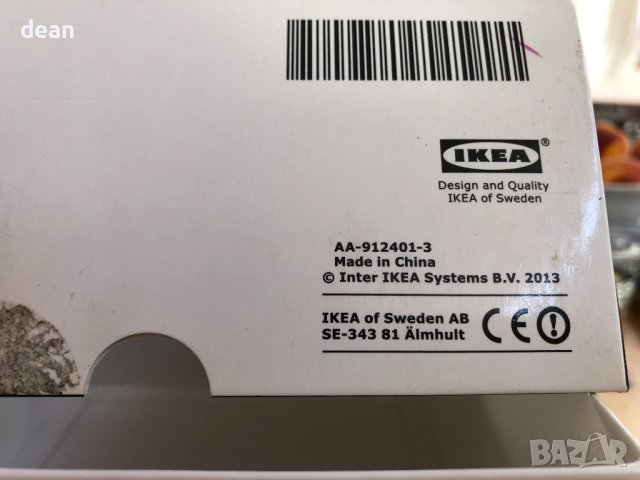 dean
IKEA®
Design and Quality
IKEA of Sweden
AA-912401-3
Made in China
© Inter IKEA Systems B.V. 2013
IKEA of Sweden AB
SE-343 81 Älmhult
CE
BAZAR